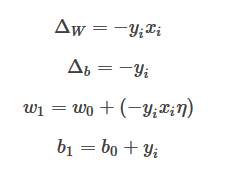 Δ_W = −y_i x_i
Δ_b = −y_i
w_1 = w_0 + (−y_i x_i η)
b_1 = b_0 + y_i